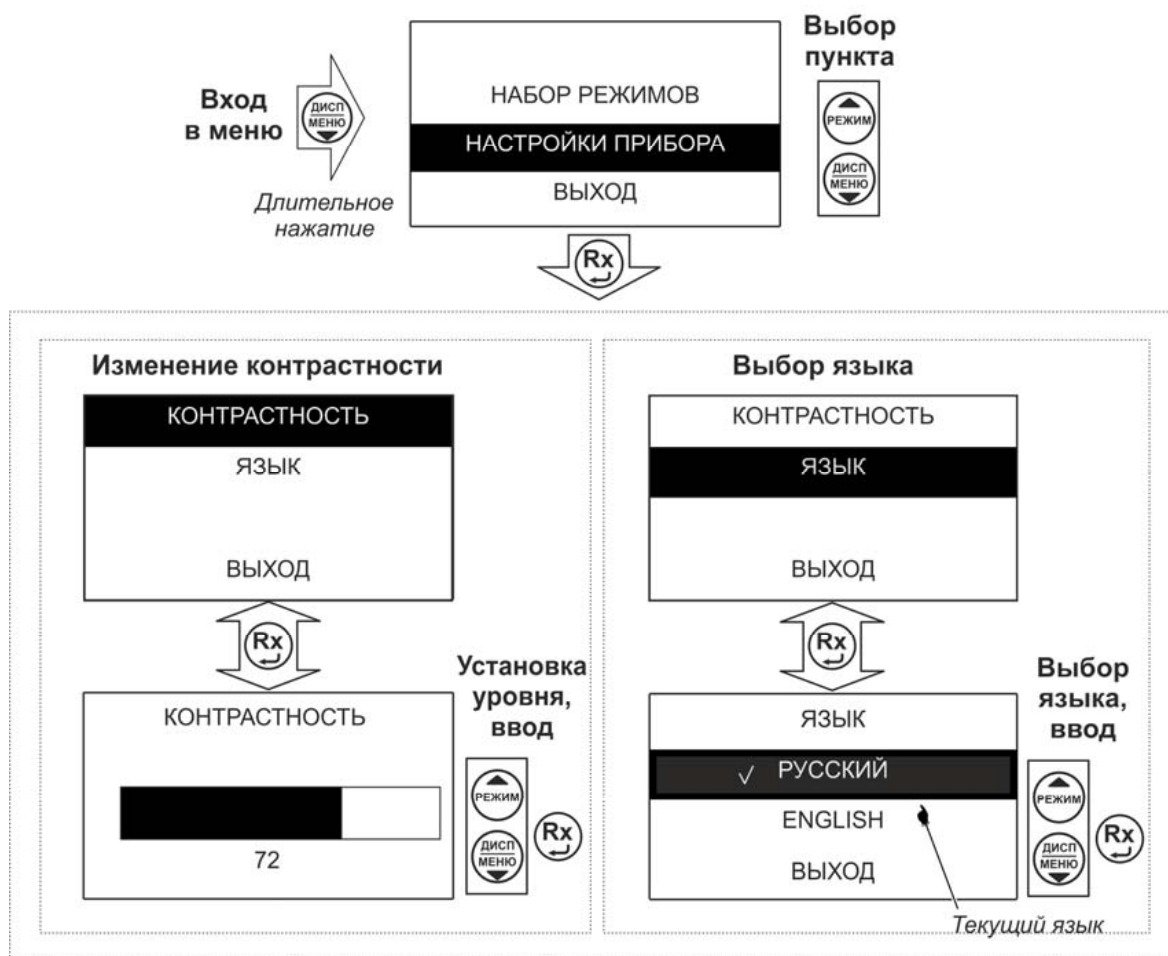 Выбор
пункта
Вход
в меню
ДИСП
МЕНЮ
Длительное
нажатие
НАБОР РЕЖИМОВ
НАСТРОЙКИ ПРИБОРА
ВЫХОД
РЕЖИМ
ДИСП
МЕНЮ
Rx
Изменение контрастности
КОНТРАСТНОСТЬ
ЯЗЫК
ВЫХОД
Rx
КОНТРАСТНОСТЬ
72
Установка
уровня,
ввод
РЕЖИМ
ДИСП
МЕНЮ
Rx
Выбор языка
КОНТРАСТНОСТЬ
ЯЗЫК
ВЫХОД
Rx
ЯЗЫК
✓ РУССКИЙ
ENGLISH
ВЫХОД
Выбор
языка,
ввод
РЕЖИМ
ДИСП
МЕНЮ
Rx
Текущий язык